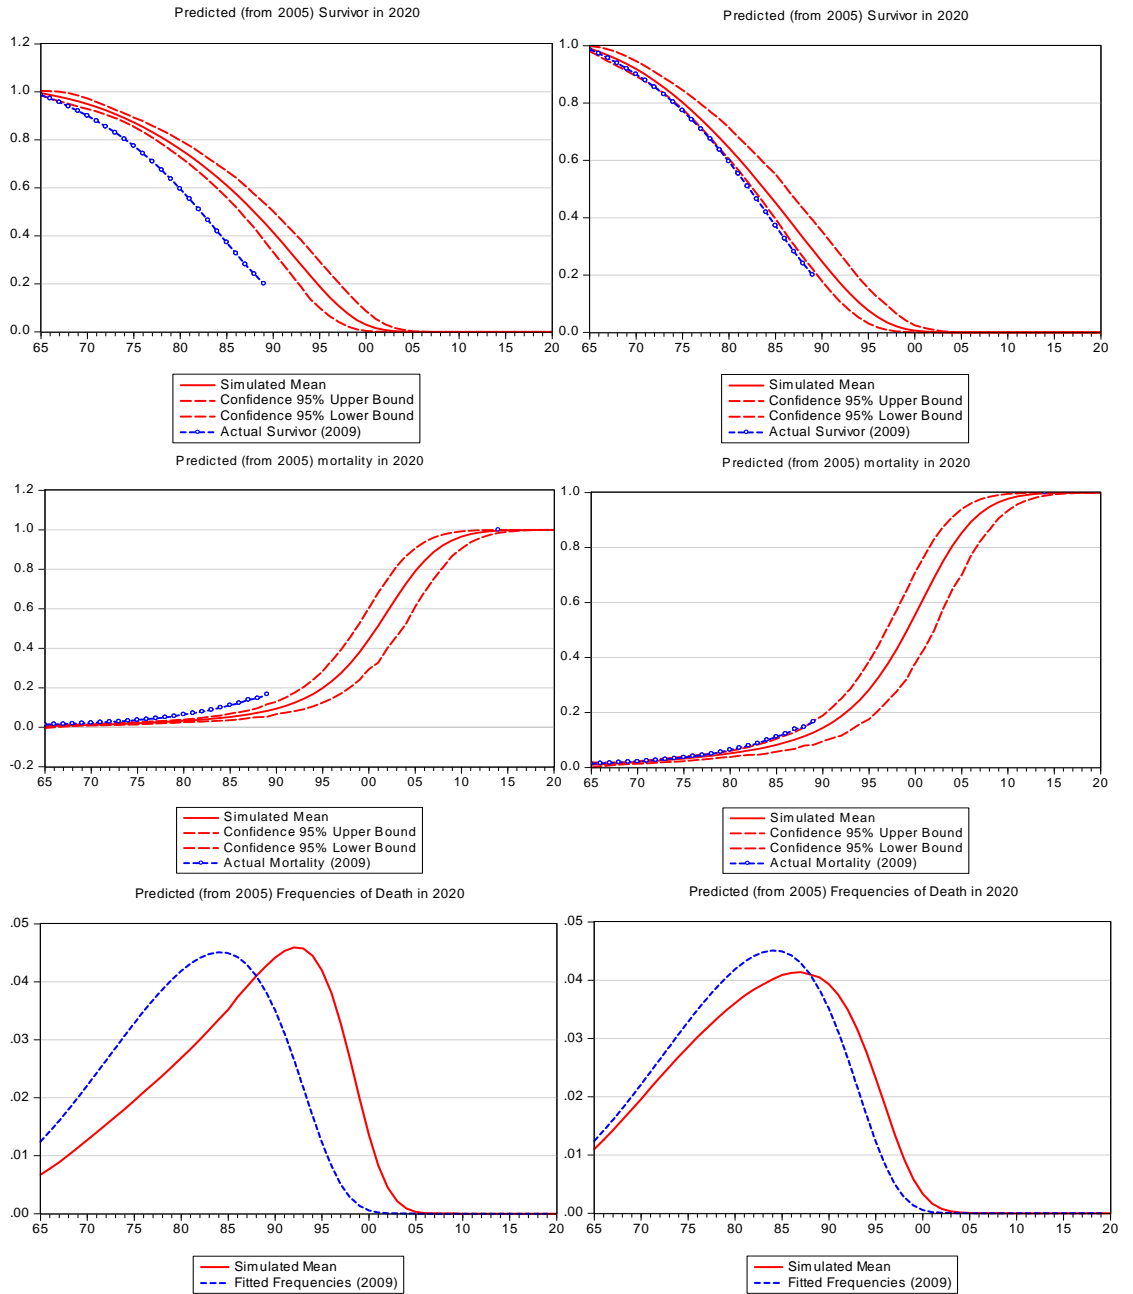 Predicted (from 2005) Survivor in 2020
1.2
1.0
0.8
0.6
0.4
0.2
0.0
65 70 75 80 85 90 95 00 05 10 15 20
Simulated Mean
Confidence 95% Upper Bound
Confidence 95% Lower Bound
Actual Survivor (2009)
Predicted (from 2005) Survivor in 2020
1.0
0.8
0.6
0.4
0.2
0.0
65 70 75 80 85 90 95 00 05 10 15 20
Simulated Mean
Confidence 95% Upper Bound
Confidence 95% Lower Bound
Actual Survivor (2009)
Predicted (from 2005) mortality in 2020
1.2
1.0
0.8
0.6
0.4
0.2
0.0
-0.2
65 70 75 80 85 90 95 00 05 10 15 20
Simulated Mean
Confidence 95% Upper Bound
Confidence 95% Lower Bound
Actual Mortality (2009)
Predicted (from 2005) mortality in 2020
1.0
0.8
0.6
0.4
0.2
0.0
65 70 75 80 85 90 95 00 05 10 15 20
Simulated Mean
Confidence 95% Upper Bound
Confidence 95% Lower Bound
Actual Mortality (2009)
Predicted (from 2005) Frequencies of Death in 2020
.05
.04
.03
.02
.01
.00
65 70 75 80 85 90 95 00 05 10 15 20
Simulated Mean
Fitted Frequencies (2009)
Predicted (from 2005) Frequencies of Death in 2020
.05
.04
.03
.02
.01
.00
65 70 75 80 85 90 95 00 05 10 15 20
Simulated Mean
Fitted Frequencies (2009)